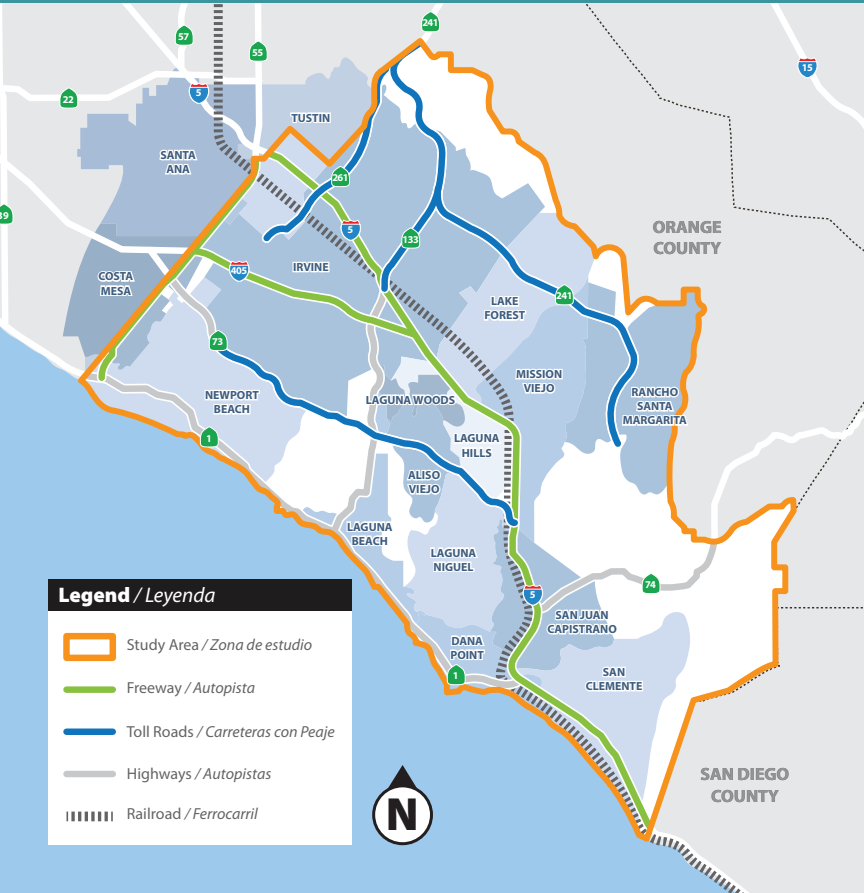 241
57
55
5
15
22
TUSTIN
SANTA
ANA
261
39
5
133
ORANGE
COUNTY
COSTA
MESA
405
IRVINE
LAKE
FOREST
241
73
MISSION
VIEJO
NEWPORT
BEACH
LAGUNA WOODS
RANCHO
SANTA
MARGARITA
1
LAGUNA
HILLS
ALISO
VIEJO
LAGUNA
BEACH
LAGUNA
NIGUEL
74
5
SAN JUAN
CAPISTRANO
DANA
POINT
1
SAN
CLEMENTE
SAN DIEGO
COUNTY
Legend / Leyenda
Study Area / Zona de estudio
Freeway / Autopista
Toll Roads / Carreteras con Peaje
Highways / Autopistas
Railroad / Ferrocarril
N